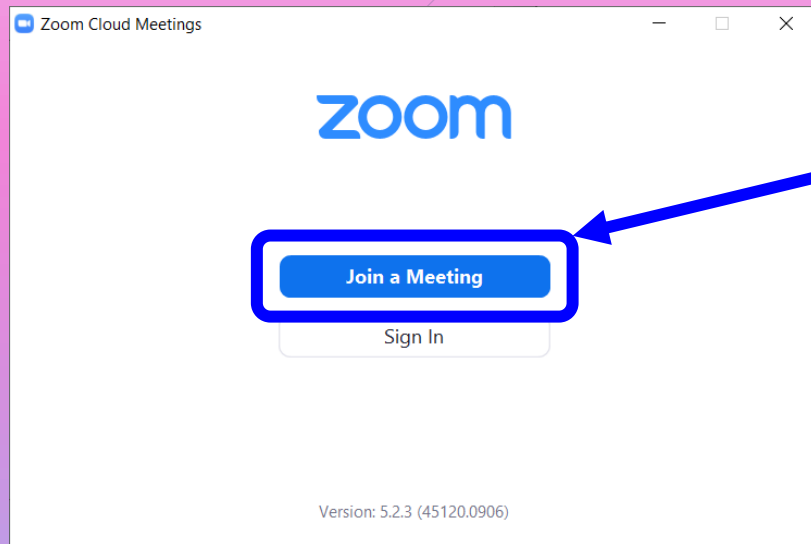 Zoom Cloud Meetings
zoom
Join a Meeting
Sign In
Version: 5.2.3 (45120.0906)